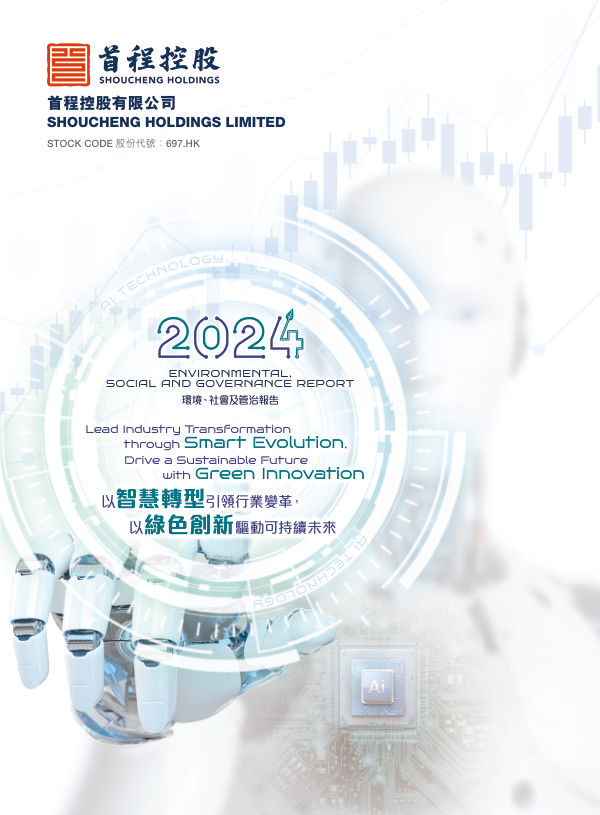 首程控股
SHOUCHENG HOLDINGS
首程控股有限公司
SHOUCHENG HOLDINGS LIMITED
STOCK CODE 股份代號：697.HK
AI TECHNOLOGY
2024
ENVIRONMENTAL,
SOCIAL AND GOVERNANCE REPORT
環境、社會及管治報告
Lead Industry Transformation
through Smart Evolution,
Drive a Sustainable Future
with Green Innovation
以智慧轉型引領行業變革，
以綠色創新驅動可持續未來
AI TECHNOLOGY
AI TECHNOLOGY
Ai